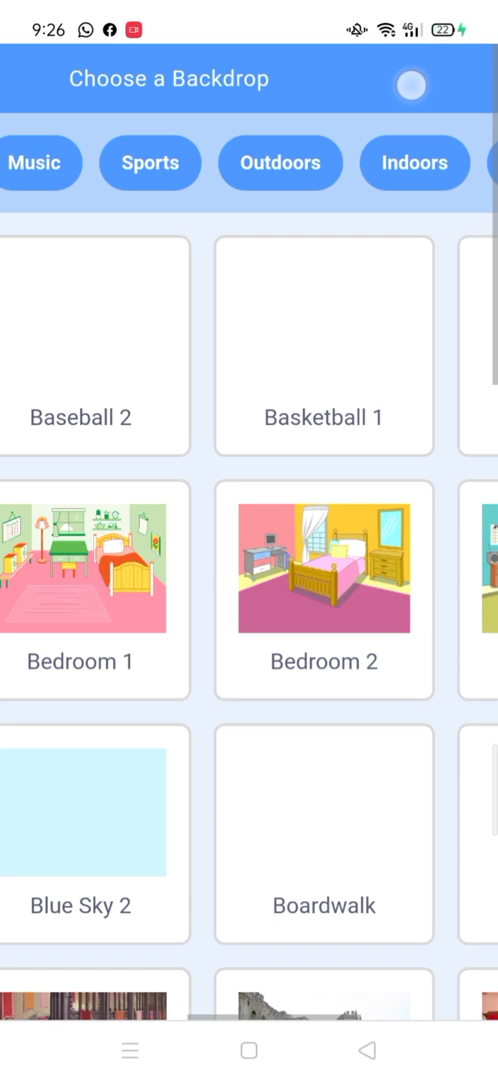 9:26
4G
22
Choose a Backdrop
Music Sports Outdoors Indoors
Baseball 2 Basketball 1
Bedroom 1 Bedroom 2
Blue Sky 2 Boardwalk